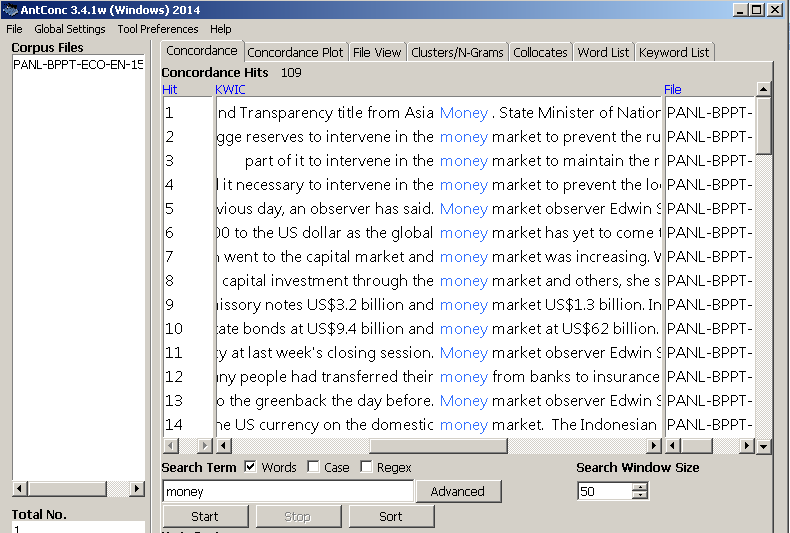 AntConc 3.4.1w (Windows) 2014
File Global Settings Tool Preferences Help
Corpus Files
PANL-BPPT-ECO-EN-15
Total No.
1
Concordance Concordance Plot File View Clusters/N-Grams Collocates Word List Keyword List
Concordance Hits 109
Hit KWIC File
1 nd Transparency title from Asia Money . State Minister of Nation PANL-BPPT-
2 gge reserves to intervene in the money market to prevent the ru PANL-BPPT-
3 part of it to intervene in the money market to maintain the r PANL-BPPT-
4 l it necessary to intervene in the money market to prevent the lo PANL-BPPT-
5 vious day, an observer has said. Money market observer Edwin S PANL-BPPT-
6 00 to the US dollar as the global money market has yet to come t PANL-BPPT-
7 n went to the capital market and money market was increasing. W PANL-BPPT-
8 capital investment through the money market and others, she s PANL-BPPT-
9 nissory notes US$3.2 billion and money market US$1.3 billion. In PANL-BPPT-
10 ate bonds at US$9.4 billion and money market at US$62 billion. PANL-BPPT-
11 y at last week's closing session. Money market observer Edwin S PANL-BPPT-
12 ny people had transferred their money from banks to insurance PANL-BPPT-
13 o the greenback the day before. Money market observer Edwin S PANL-BPPT-
14 he US currency on the domestic money market. The Indonesian PANL-BPPT-
Search Term Words Case Regex Search Window Size
money Advanced 50
Start Stop Sort